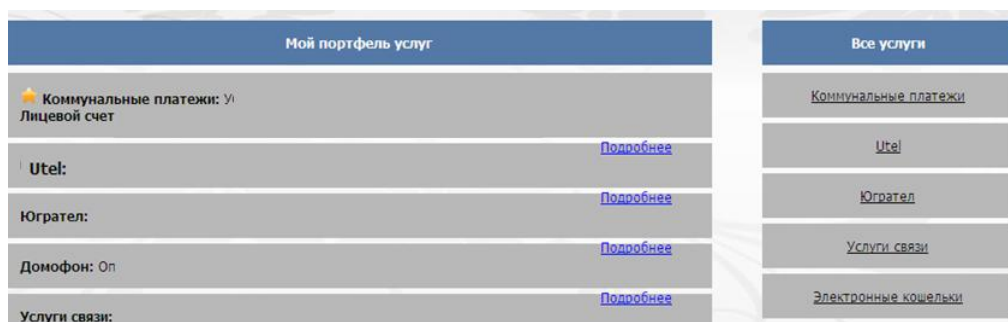 Мой портфель услуг
Коммунальные платежи:
Лицевой счет
Подробнее
Utel:
Подробнее
Югрател:
Подробнее
Домофон: Оп
Подробнее
Услуги связи:
Все услуги
Коммунальные платежи
Utel
Югрател
Услуги связи
Электронные кошельки